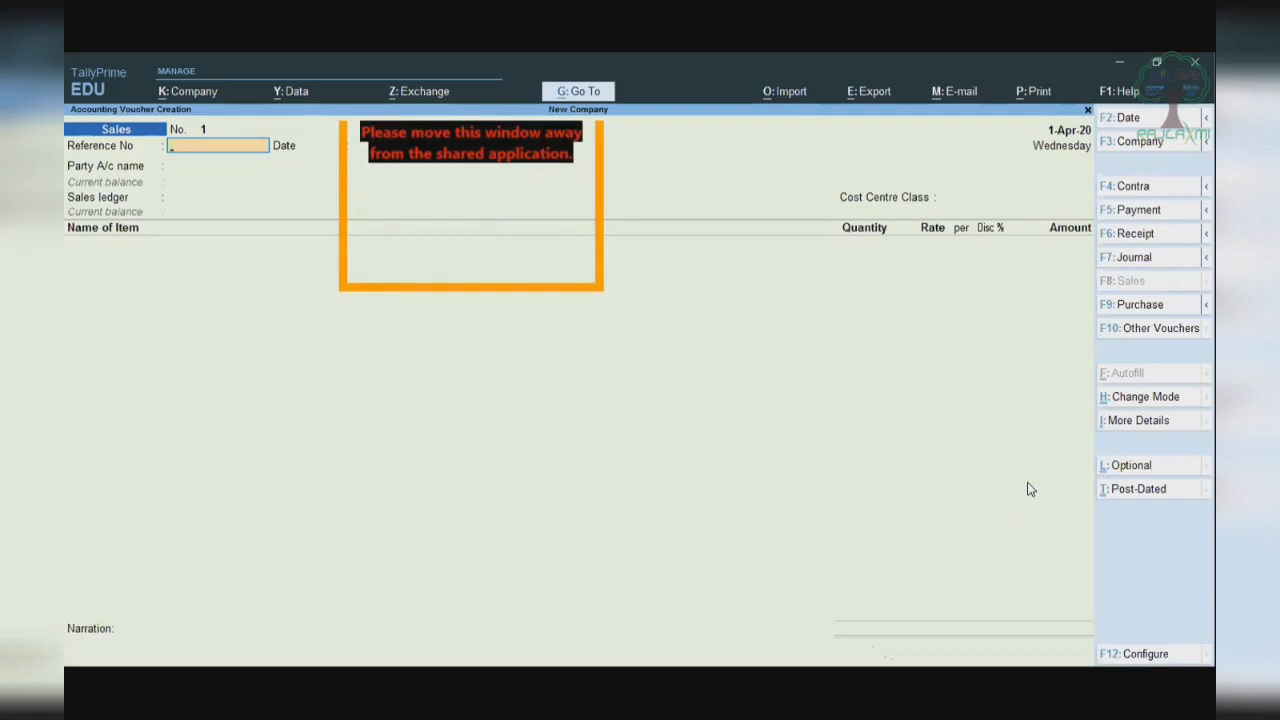 TallyPrime
EDU
MANAGE
K: Company
Y: Data
Z: Exchange
G: Go To
O: Import
E: Export
M: E-mail
P: Print
F1: Help
Accounting Voucher Creation
New Company
Sales
No. 1
1-Apr-20
Wednesday
Reference No :
Date :
Please move this window away
from the shared application.
Party A/c name :
Current balance :
Sales ledger :
Current balance :
Cost Centre Class :
Name of Item
Quantity
Rate
per
Disc %
Amount
F2: Date
F3: Company
PAJCAXMI
F4: Contra
F5: Payment
F6: Receipt
F7: Journal
F8: Sales
F9: Purchase
F10: Other Vouchers
F: Autofill
H: Change Mode
I: More Details
L: Optional
T: Post-Dated
Narration:
F12: Configure